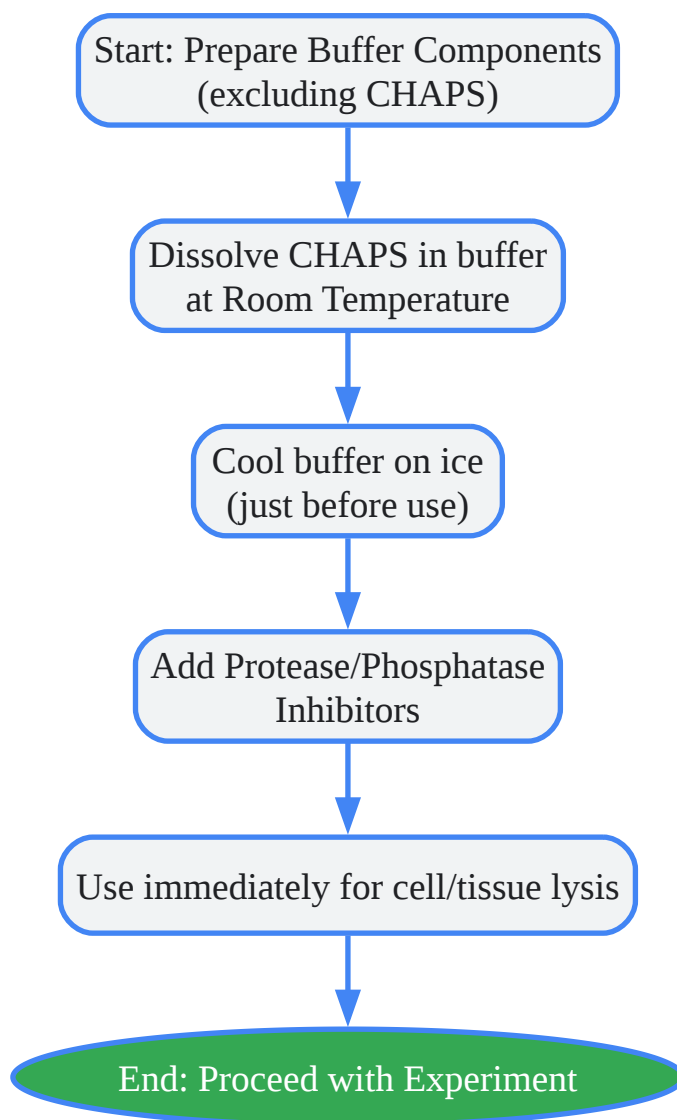 Start: Prepare Buffer Components
(excluding CHAPS)
Dissolve CHAPS in buffer
at Room Temperature
Cool buffer on ice
(just before use)
Add Protease/Phosphatase
Inhibitors
Use immediately for cell/tissue lysis
End: Proceed with Experiment